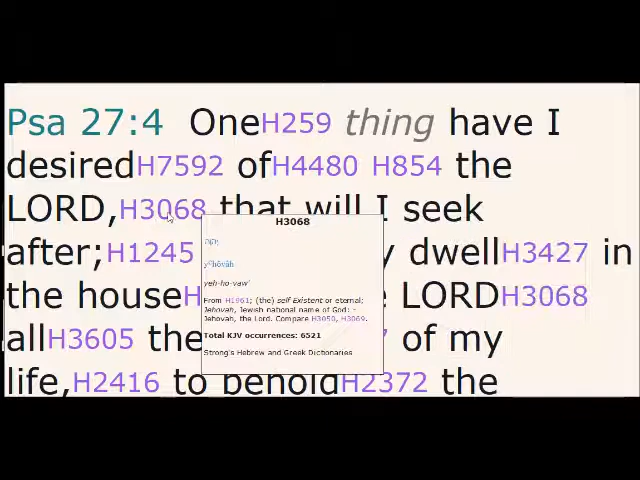 Psa 27:4 OneH259 thing have I
desiredH7592 ofH4480 H854 the
LORD,H3068 that will I seek
after;H1245 dwellH3427 in
the house LORDH3068
allH3605 the of my
life,H2416 to beholdH2372 the
H3068
yehôvâh
yeh-ho-vaw'
From H1961; (the) self Existent or eternal;
Jehovah, Jewish national name of God: -
Jehovah, the Lord. Compare H3050, H3069.
Total KJV occurrences: 6521
Strong's Hebrew and Greek Dictionaries